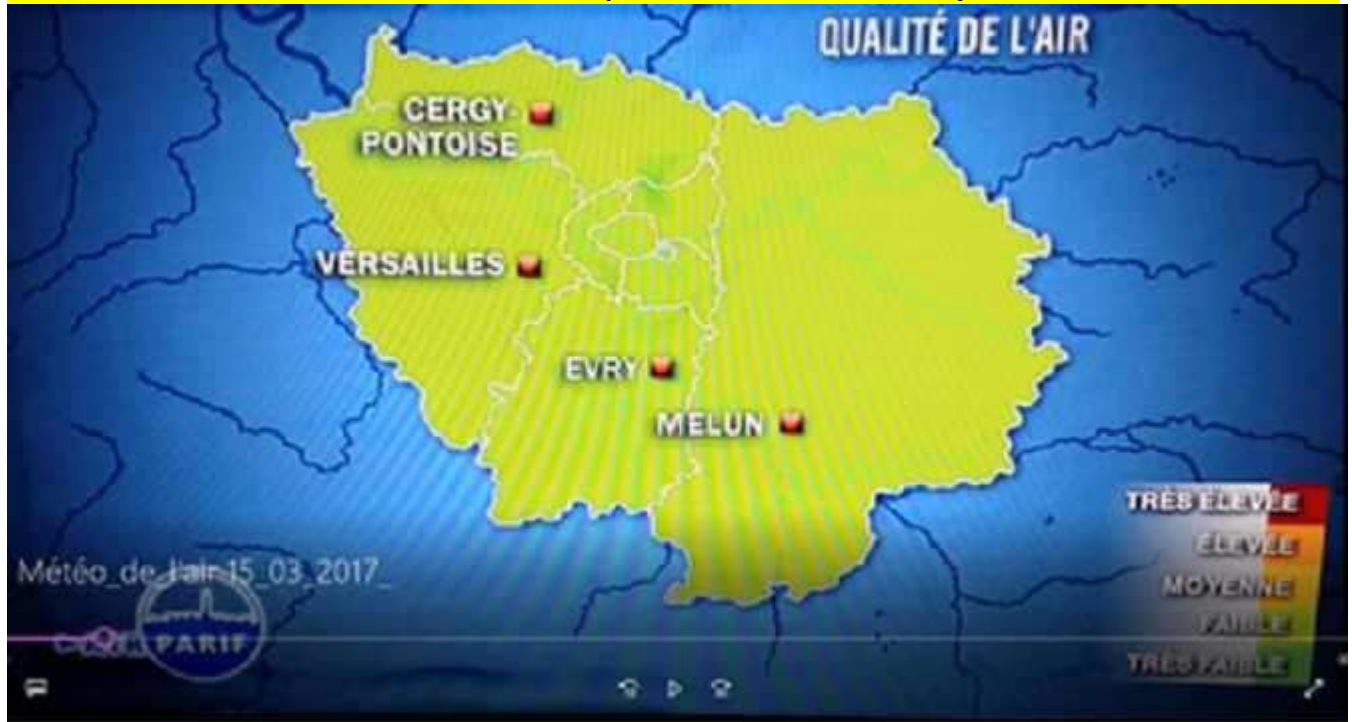 QUALITÉ DE L'AIR
CERGY-
PONTOISE
VERSAILLES
EVRY
MELUN
TRÈS ÉLEVÉE
ÉLEVÉE
MOYENNE
FAIBLE
TRÈS FAIBLE
Météo_de_l'air 15_03_2017_
PARIF